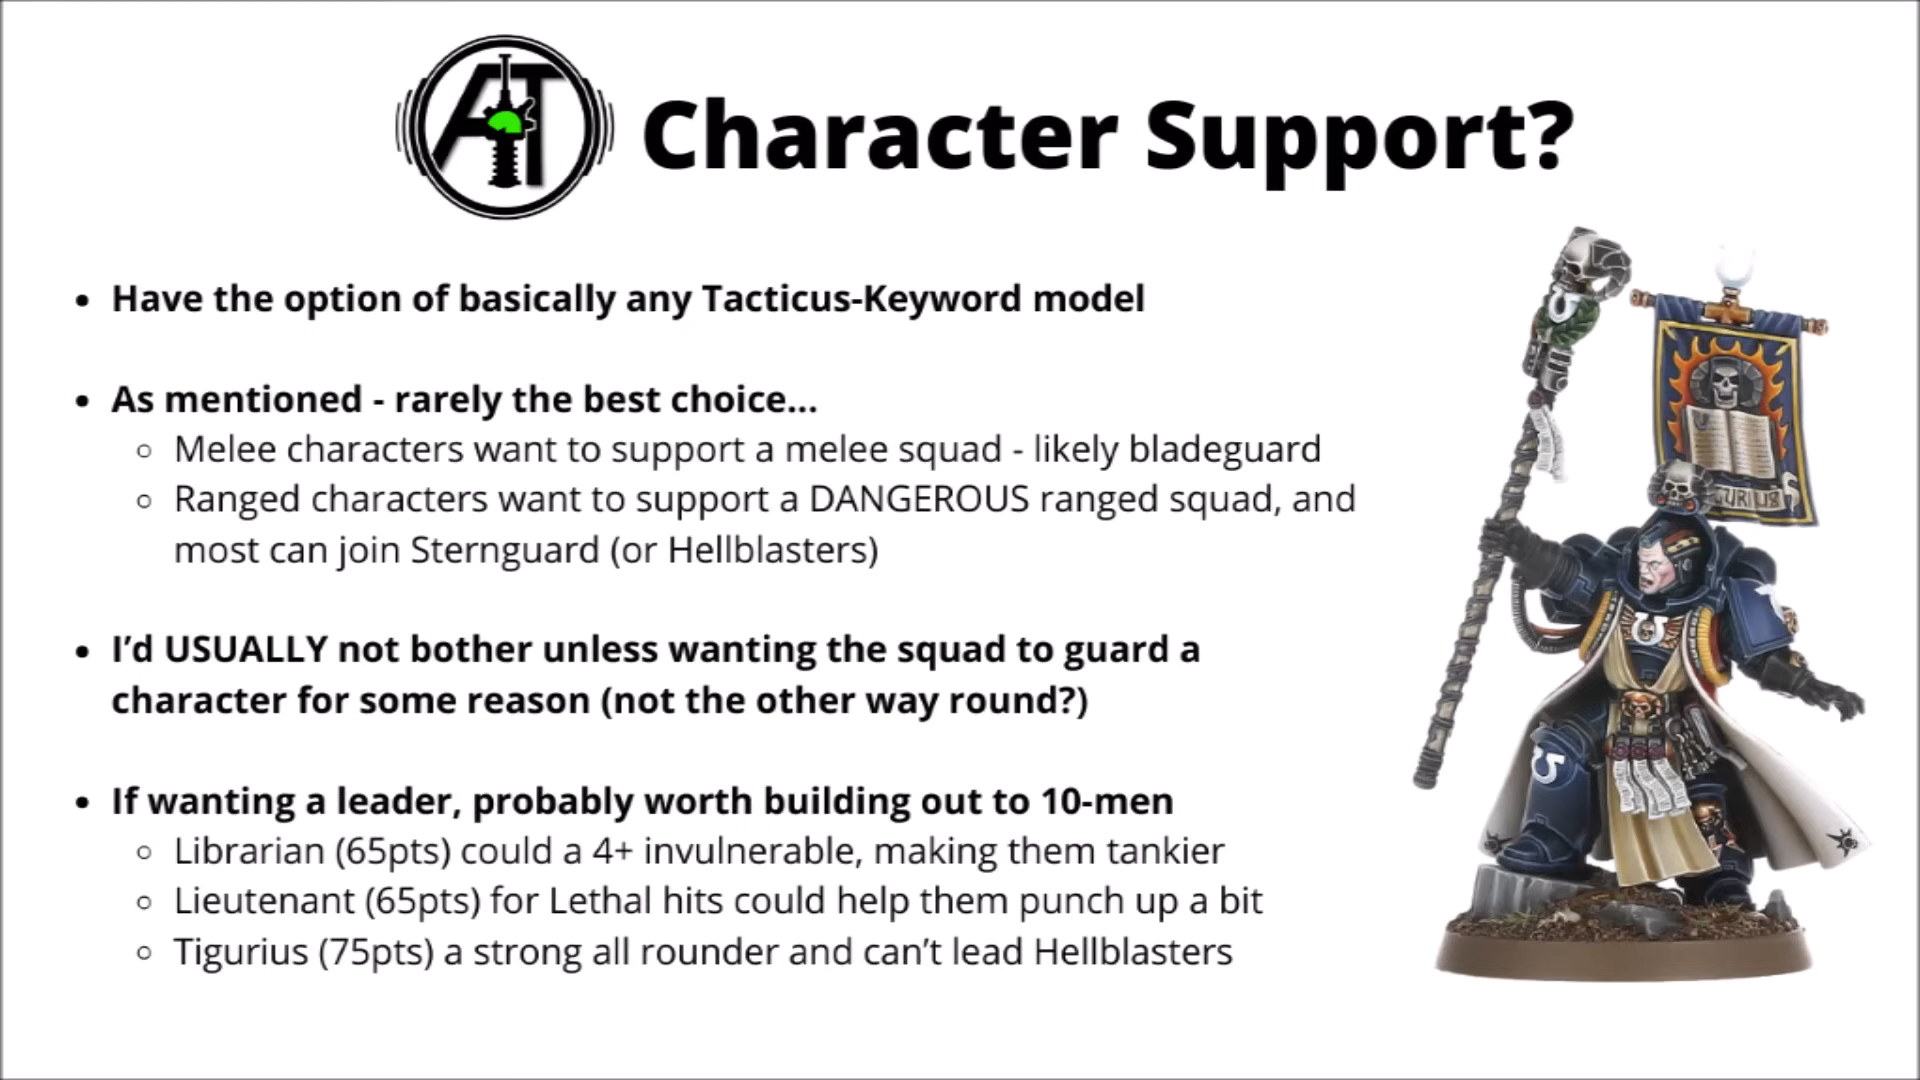 AT
Character Support?
• Have the option of basically any Tacticus-Keyword model
• As mentioned - rarely the best choice...
○ Melee characters want to support a melee squad - likely bladeguard
○ Ranged characters want to support a DANGEROUS ranged squad, and
most can join Sternguard (or Hellblasters)
• I'd USUALLY not bother unless wanting the squad to guard a
character for some reason (not the other way round?)
• If wanting a leader, probably worth building out to 10-men
○ Librarian (65pts) could a 4+ invulnerable, making them tankier
○ Lieutenant (65pts) for Lethal hits could help them punch up a bit
○ Tigurius (75pts) a strong all rounder and can't lead Hellblasters